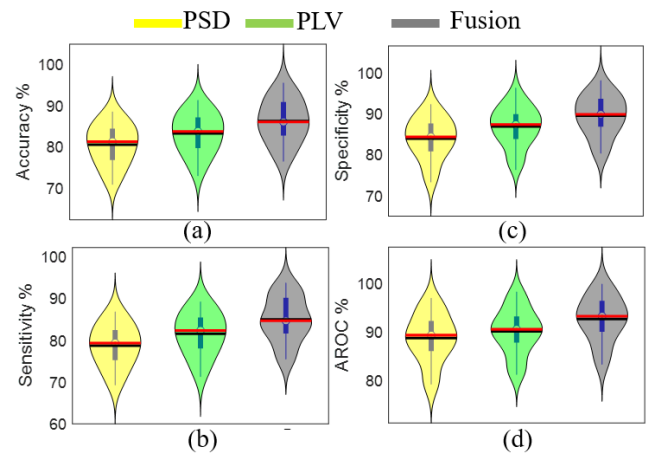 PSD PLV Fusion
Accuracy %
100
90
80
70
(a)
Specificity %
100
90
80
70
(c)
Sensitivity %
100
90
80
70
60
(b)
AROC %
100
90
80
(d)